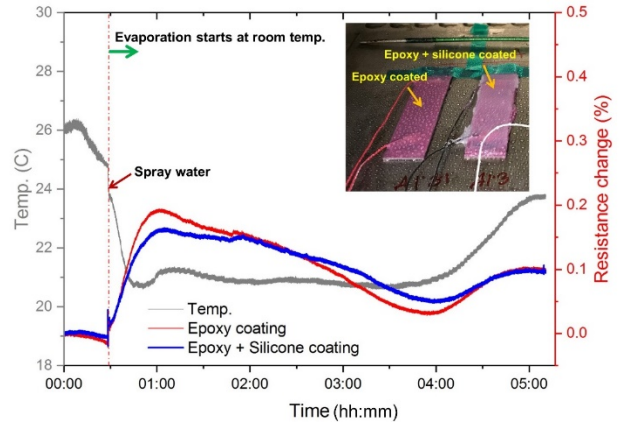 30
28
26
24
22
20
18
Temp. (C)
Evaporation starts at room temp.
Spray water
Epoxy + silicone coated
Epoxy coated
Temp.
Epoxy coating
Epoxy + Silicone coating
0.5
0.4
0.3
0.2
0.1
0.0
Resistance change (%)
00:00 01:00 02:00 03:00 04:00 05:00
Time (hh:mm)